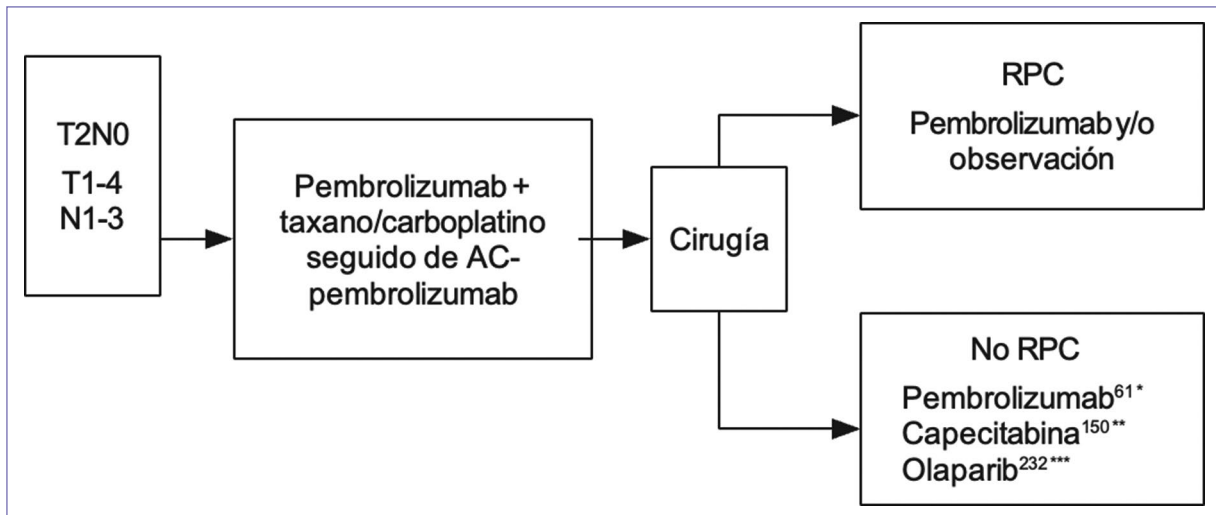 T2N0
T1-4
N1-3
Pembrolizumab +
taxano/carboplatino
seguido de AC-
pembrolizumab
Cirugía
RPC
Pembrolizumab y/o
observación
No RPC
Pembrolizumab61 *
Capecitabina150 **
Olaparib232 ***